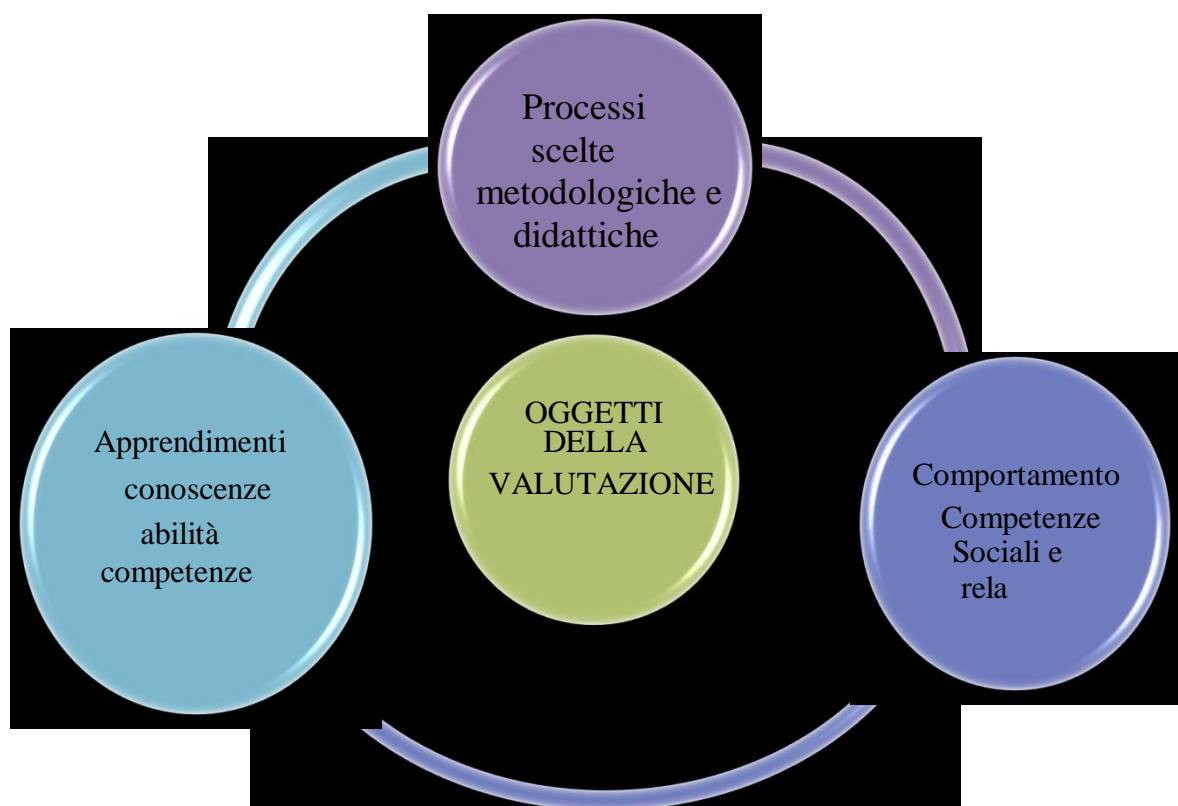 Processi
scelte
metodologiche e
didattiche
OGGETTI
DELLA
VALUTAZIONE
Apprendimenti
conoscenze
abilità
competenze
Comportamento
Competenze
Sociali e
rela